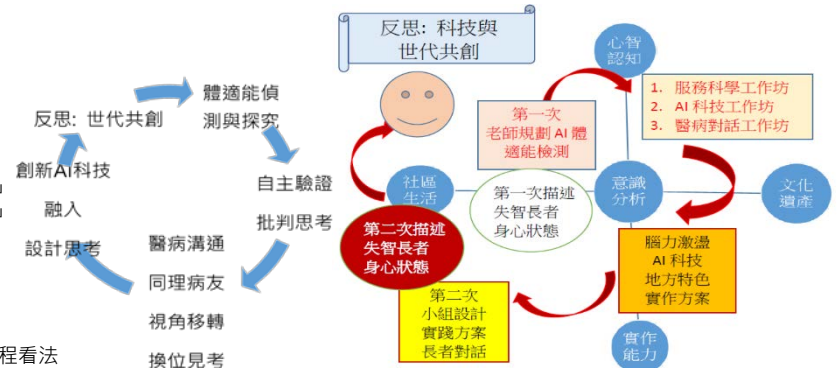 反思: 世代共創
體適能偵
測與探究
自主驗證
批判思考
醫病溝通
同理病友
視角移轉
換位見考
創新AI科技
融入
設計思考
」
」
程看法
反思: 科技與
世代共創
心智
認知
第一次
老師規劃 AI 體
適能檢測
1. 服務科學工作坊
2. AI 科技工作坊
3. 醫病對話工作坊
社區
生活
第一次描述
失智長者
身心狀態
意識
分析
文化
遺產
第二次描述
失智長者
身心狀態
腦力激盪
AI 科技
地方特色
實作方案
第二次
小組設計
實踐方案
長者對話
實作
能力